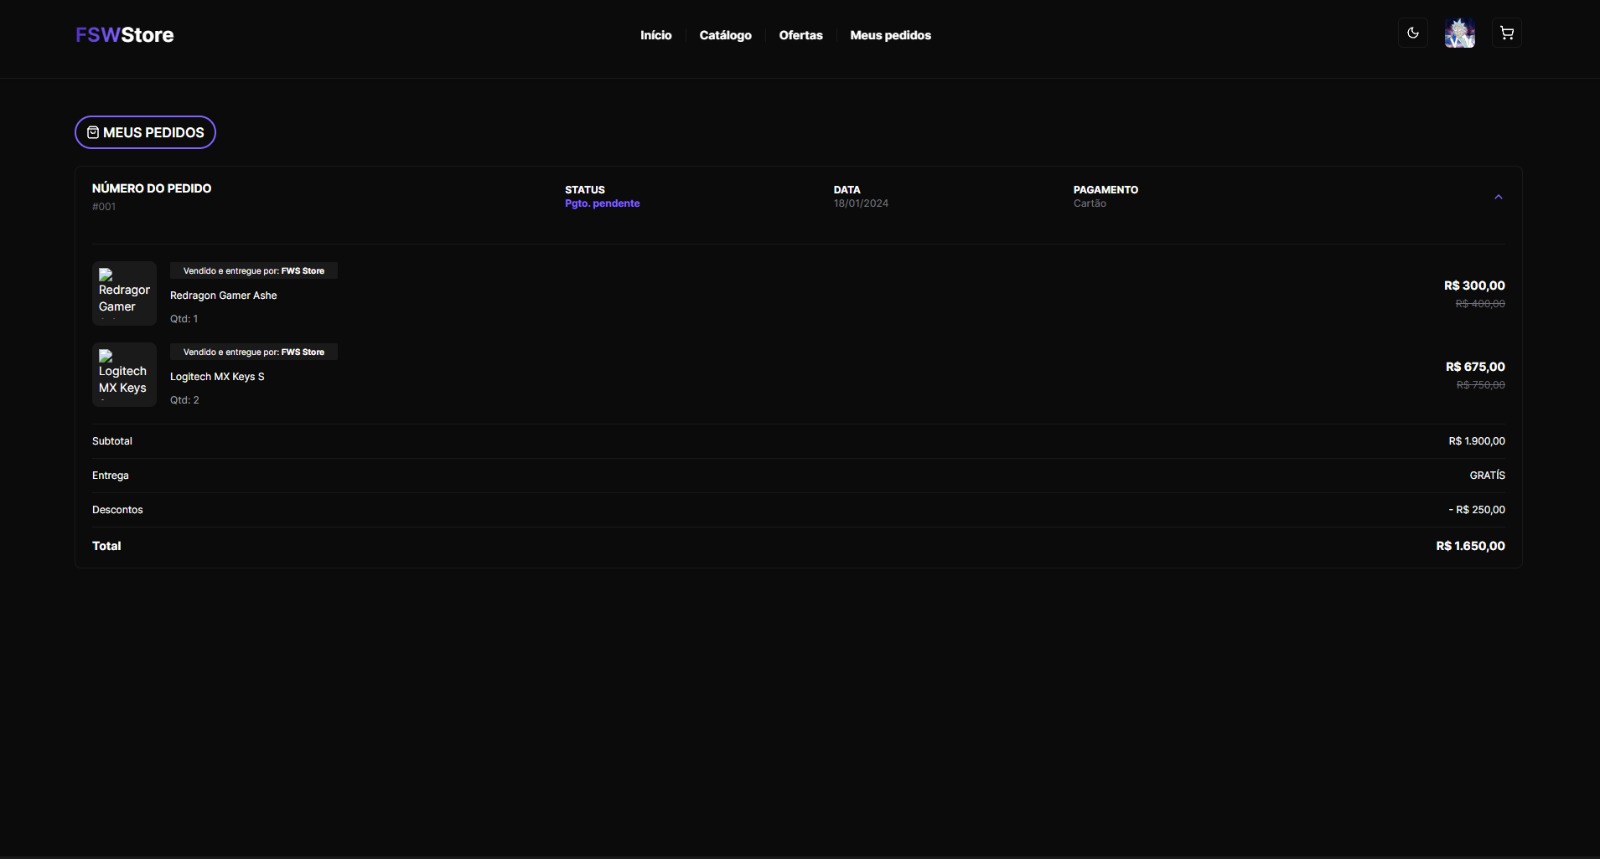 FSWStore
Início
Catálogo
Ofertas
Meus pedidos
MEUS PEDIDOS
NÚMERO DO PEDIDO
#001
STATUS
Pgto. pendente
DATA
18/01/2024
PAGAMENTO
Cartão
Redragon
Gamer
Vendido e entregue por: FWS Store
Redragon Gamer Ashe
Qtd: 1
R$ 300,00
R$ 400,00
Logitech
MX Keys
Vendido e entregue por: FWS Store
Logitech MX Keys S
Qtd: 2
R$ 675,00
R$ 750,00
Subtotal
R$ 1.900,00
Entrega
GRATÍS
Descontos
- R$ 250,00
Total
R$ 1.650,00